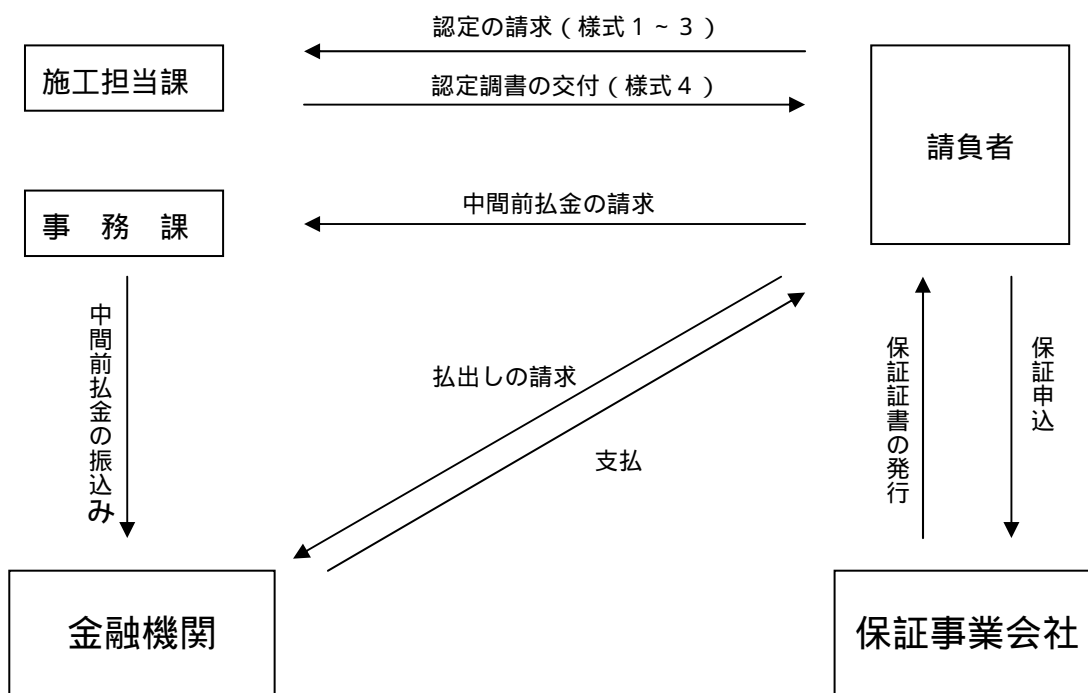 認定の請求（様式１～３）
施工担当課
認定調書の交付（様式４）
請負者
事　務　課
中間前払金の請求
中間前払金の振込み
払出しの請求
支払
保証証書の発行
保証申込
金融機関
保証事業会社